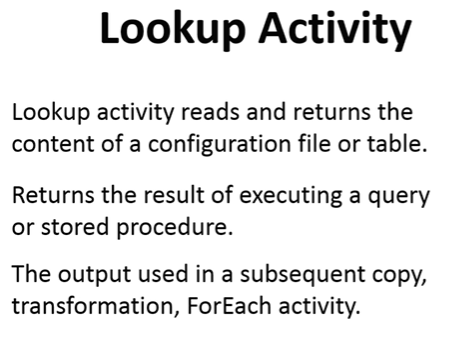 Lookup Activity
Lookup activity reads and returns the
content of a configuration file or table.
Returns the result of executing a query
or stored procedure.
The output used in a subsequent copy,
transformation, ForEach activity.